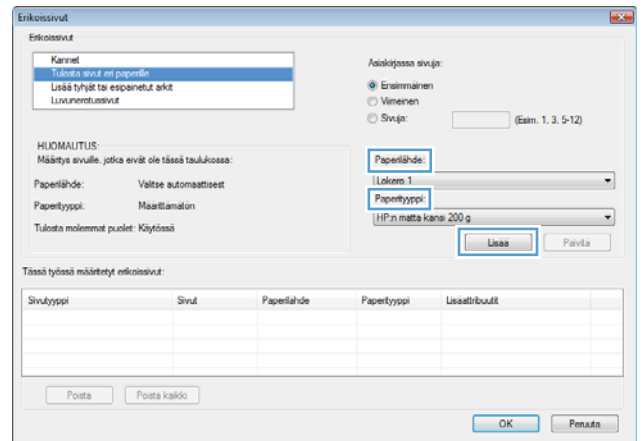 Erikoissivut
Erikoissivut
Kannet
Tulosta sivut eri paperille
Lisää tyhjät tai esipainetut arkit
Luvunerotussivut
Asiakirjassa sivuja:
Ensimmäinen
Viimeinen
Sivuja:
(Esim. 1, 3, 5-12)
HUOMAUTUS:
Määritys sivuille, jotka eivät ole tässä taulukossa:
Paperilähde: Valitse automaattisest
Paperityyppi: Määrittämätön
Tulosta molemmat puolet: Käytössä
Paperilähde:
Lokero 1
Paperityyppi:
HP:n matta kansi 200 g
Lisää Päivitä
Tässä työssä määritetyt erikoissivut:
Sivutyyppi Sivut Paperilähde Paperityyppi Lisäattribuutit
Poista Poista kaikki
OK Peruuta